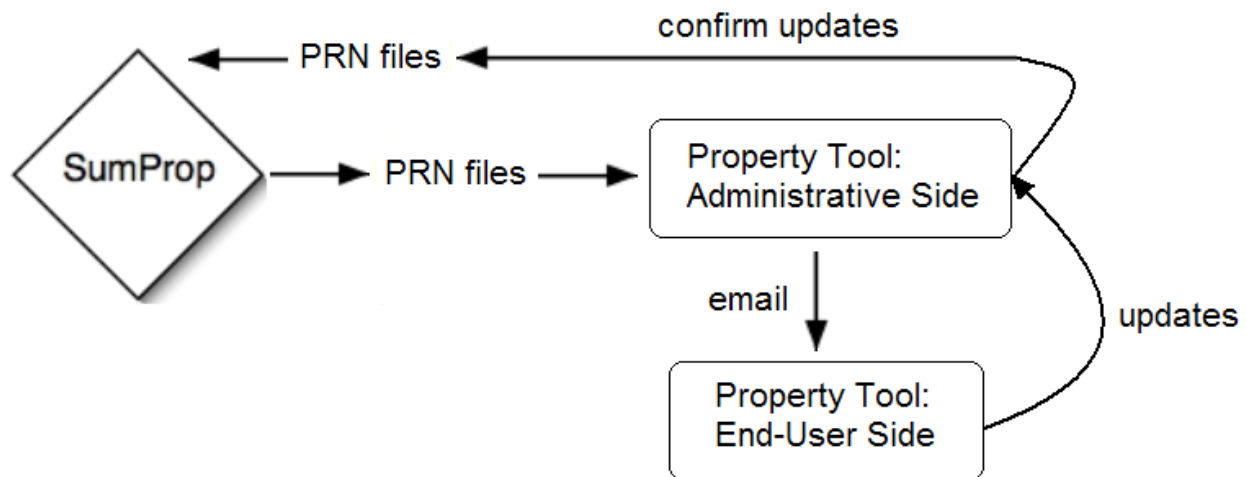 confirm updates
PRN files
SumProp
PRN files
Property Tool:
Administrative Side
email
updates
Property Tool:
End-User Side